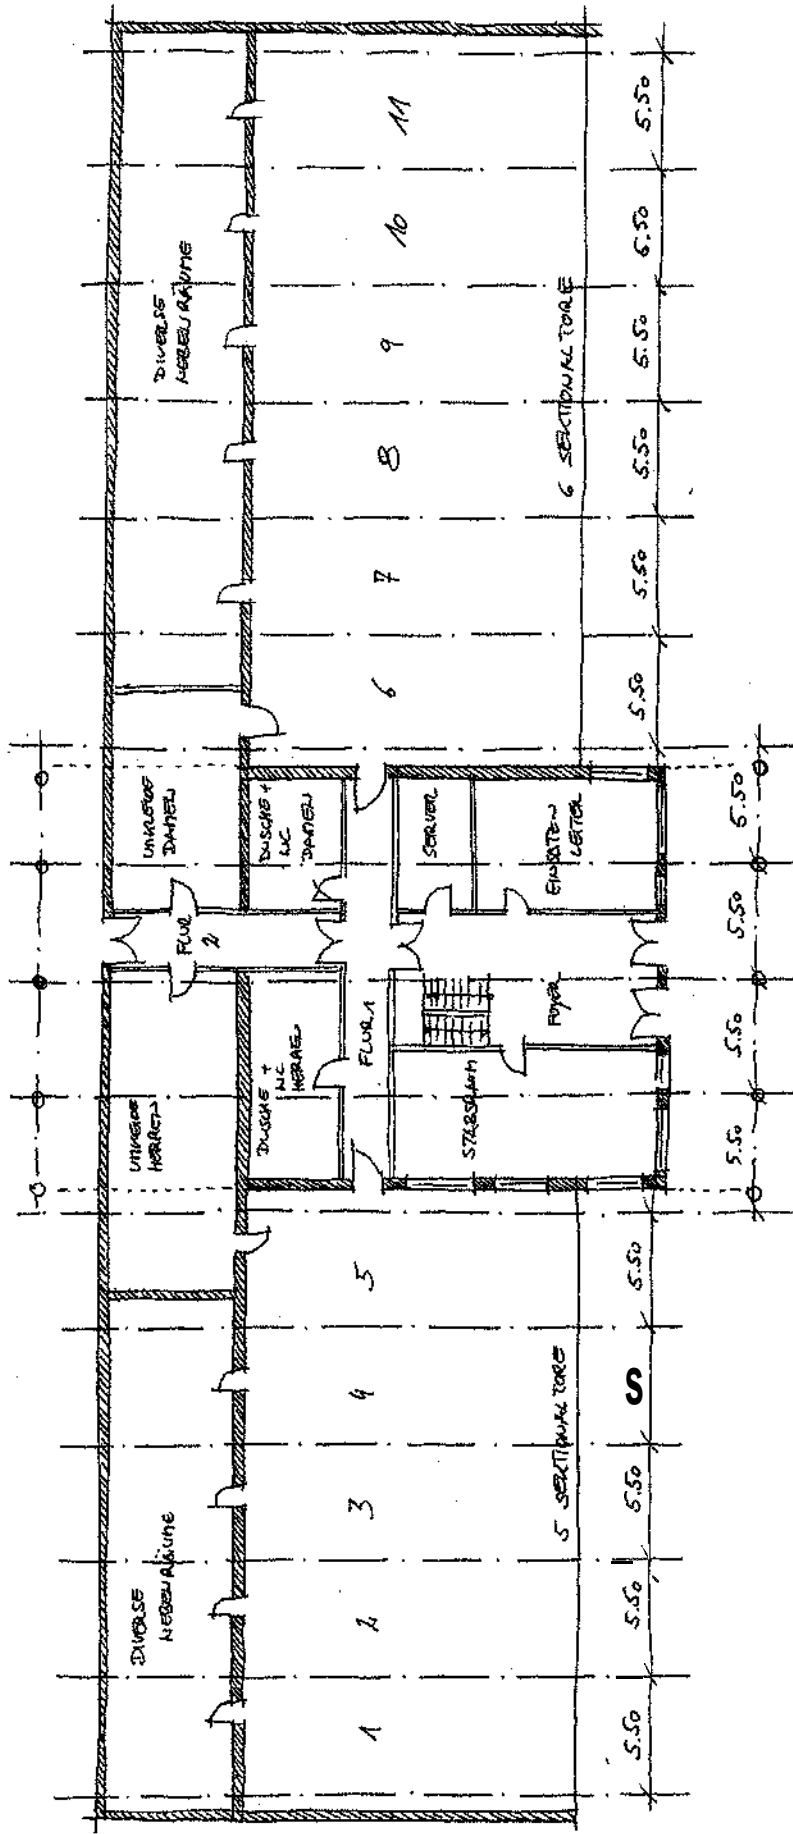 DIVERSE
NEBENRÄUME
11
10
9
8
7
6
6 SEKTIONALTORE
5.50
5.50
5.50
5.50
5.50
5.50
UMKLEIDE
DAMEN
DUSCHE +
WC
DAMEN
SERVER
EINSATZ
LEITER
FLUR
2
FLUR 1
FOYER
UMKLEIDE
HERREN
DUSCHE +
WC
HERREN
STABSRAUM
5.50
5.50
5.50
5.50
DIVERSE
NEBENRÄUME
5
4
3
2
1
5 SEKTIONALTORE
5.50
S
5.50
5.50
5.50